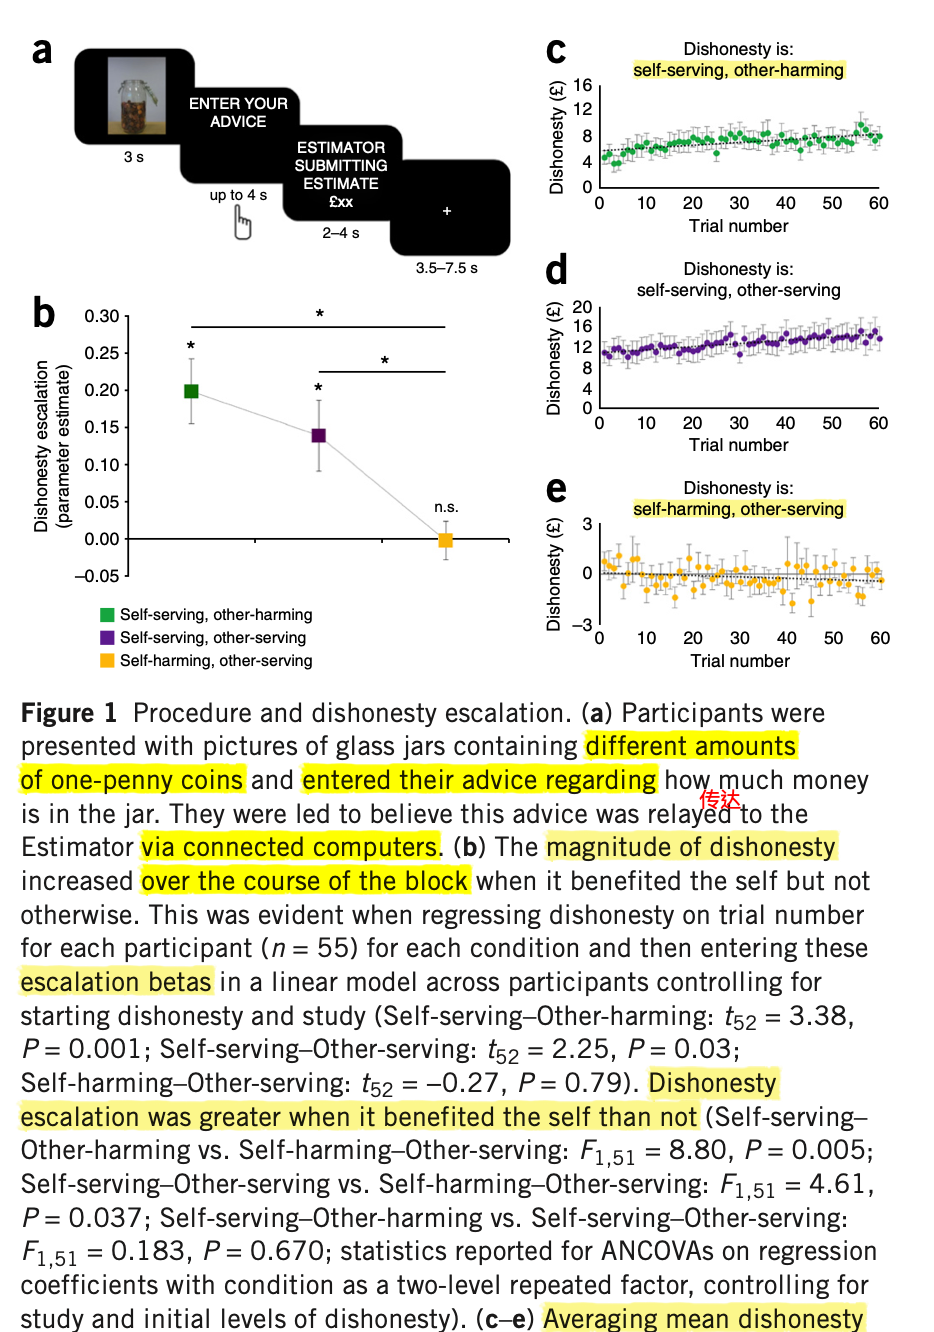 a
3 s
ENTER YOUR
ADVICE
up to 4 s
ESTIMATOR
SUBMITTING
ESTIMATE
£xx
2–4 s
+
3.5–7.5 s
b
Dishonesty escalation
(parameter estimate)
0.30
0.25
0.20
0.15
0.10
0.05
0.00
–0.05
*
*
*
*
n.s.
Self-serving, other-harming
Self-serving, other-serving
Self-harming, other-serving
c
Dishonesty is:
self-serving, other-harming
Dishonesty (£)
16
12
8
4
0
0 10 20 30 40 50 60
Trial number
d
Dishonesty is:
self-serving, other-serving
Dishonesty (£)
20
16
12
8
4
0
0 10 20 30 40 50 60
Trial number
e
Dishonesty is:
self-harming, other-serving
Dishonesty (£)
3
0
–3
0 10 20 30 40 50 60
Trial number
Figure 1 Procedure and dishonesty escalation. (a) Participants were
presented with pictures of glass jars containing different amounts
of one-penny coins and entered their advice regarding how much money
传达
is in the jar. They were led to believe this advice was relayed to the
Estimator via connected computers. (b) The magnitude of dishonesty
increased over the course of the block when it benefited the self but not
otherwise. This was evident when regressing dishonesty on trial number
for each participant (n = 55) for each condition and then entering these
escalation betas in a linear model across participants controlling for
starting dishonesty and study (Self-serving–Other-harming: t52 = 3.38,
P = 0.001; Self-serving–Other-serving: t52 = 2.25, P = 0.03;
Self-harming–Other-serving: t52 = –0.27, P = 0.79). Dishonesty
escalation was greater when it benefited the self than not (Self-serving–
Other-harming vs. Self-harming–Other-serving: F1,51 = 8.80, P = 0.005;
Self-serving–Other-serving vs. Self-harming–Other-serving: F1,51 = 4.61,
P = 0.037; Self-serving–Other-harming vs. Self-serving–Other-serving:
F1,51 = 0.183, P = 0.670; statistics reported for ANCOVAs on regression
coefficients with condition as a two-level repeated factor, controlling for
study and initial levels of dishonesty). (c–e) Averaging mean dishonesty